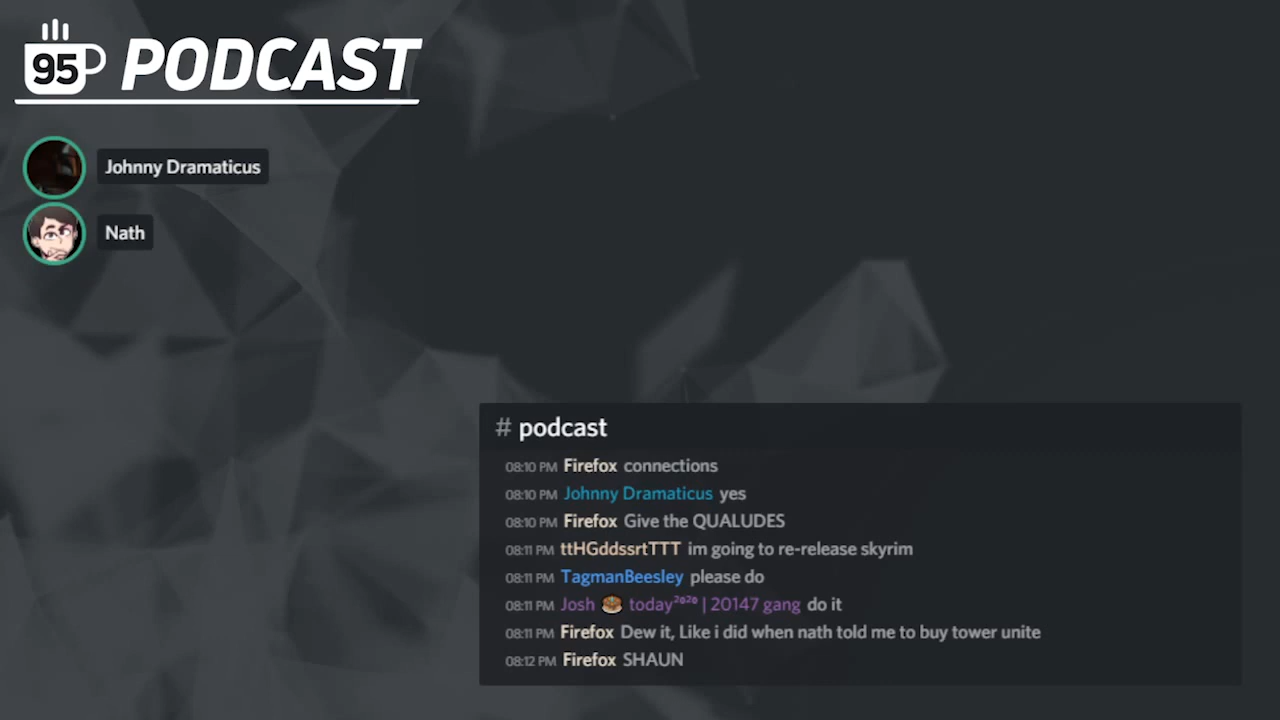 95 PODCAST
Johnny Dramaticus
Nath
# podcast
08:10 PM Firefox connections
08:10 PM Johnny Dramaticus yes
08:10 PM Firefox Give the QUALUDES
08:11 PM ttHGddssrtTTT im going to re-release skyrim
08:11 PM TagmanBeesley please do
08:11 PM Josh 🥞 today²⁰²⁰ | 20147 gang do it
08:11 PM Firefox Dew it, Like i did when nath told me to buy tower unite
08:12 PM Firefox SHAUN